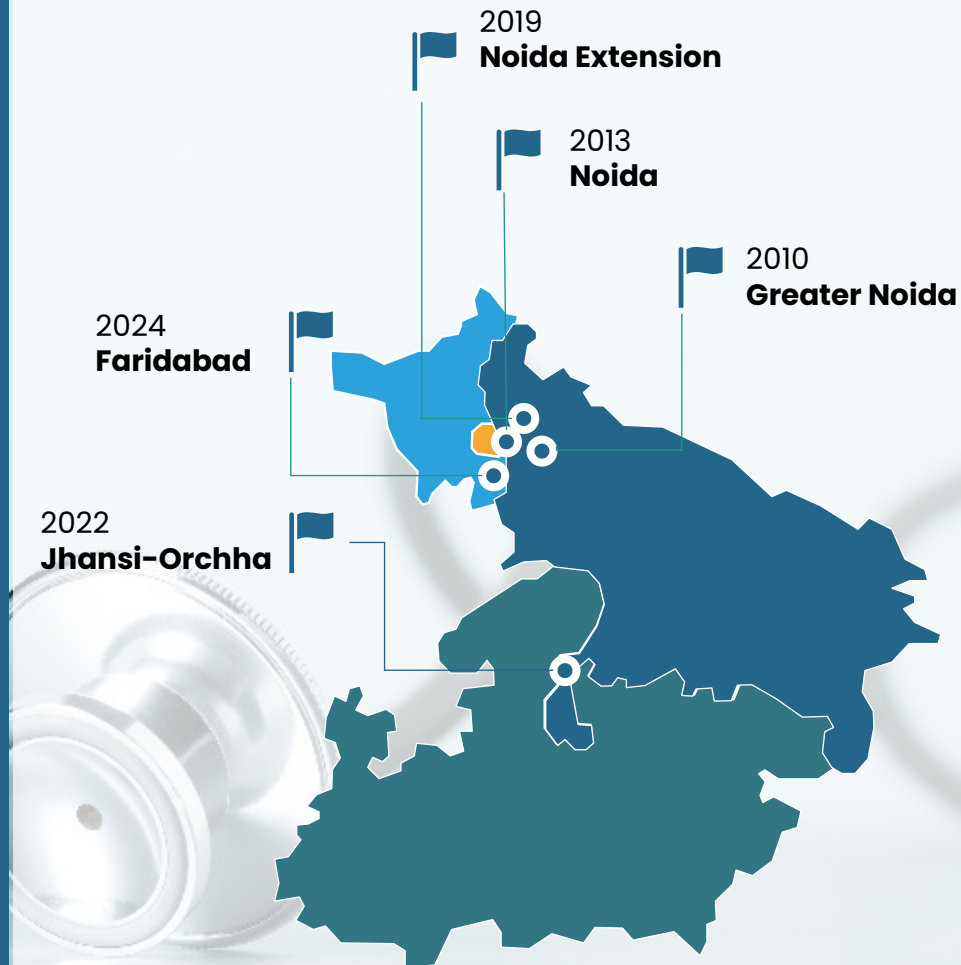 2019
Noida Extension
2013
Noida
2010
Greater Noida
2024
Faridabad
2022
Jhansi-Orchha